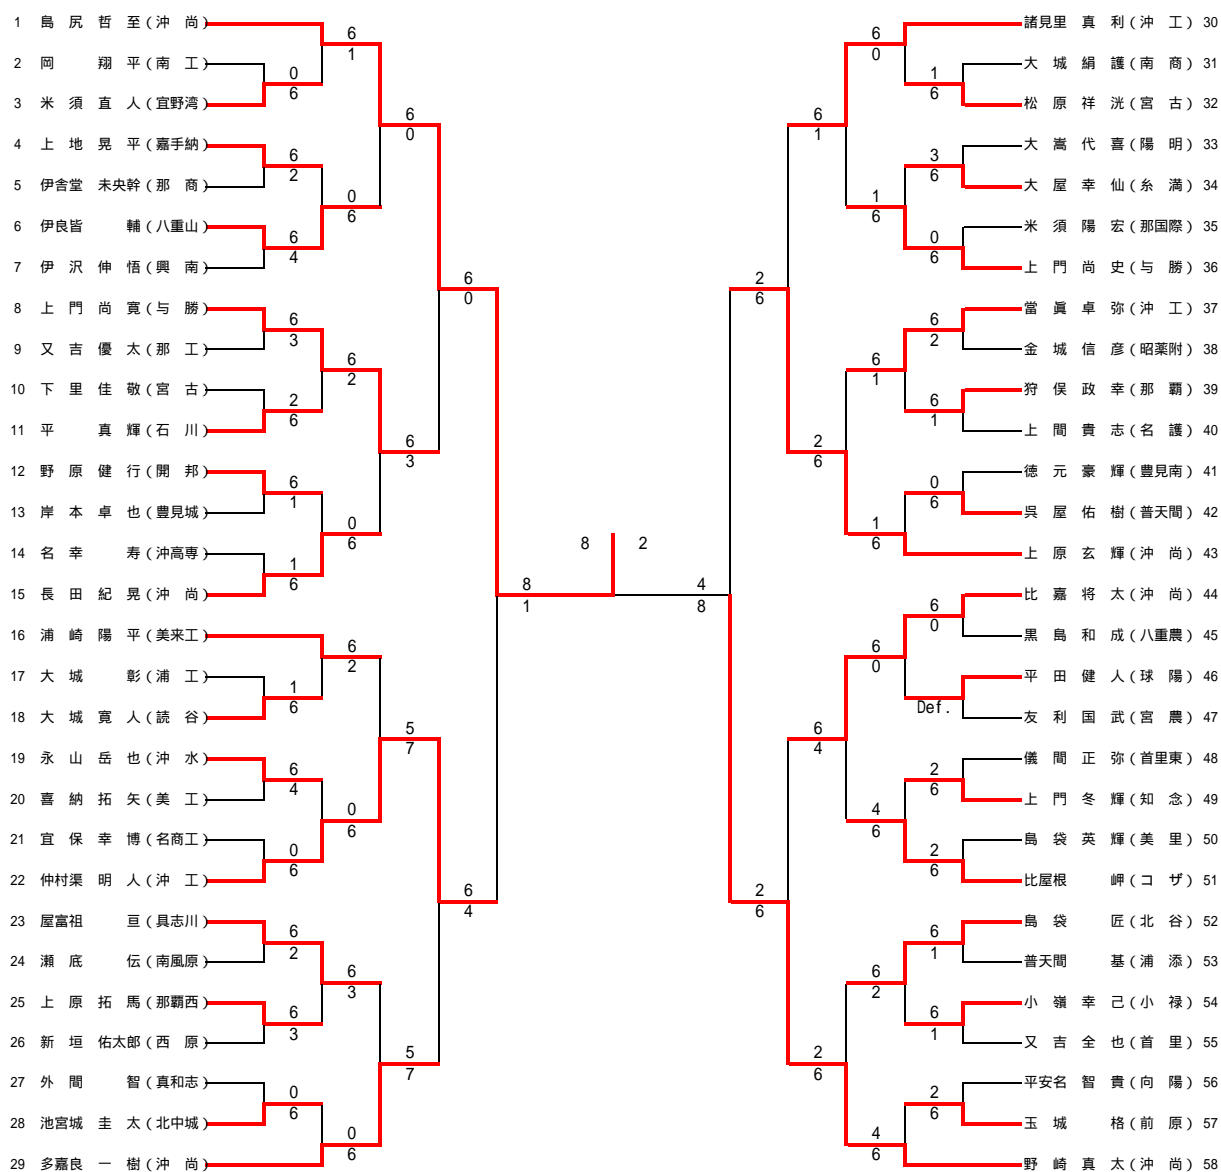 1 島 尻 哲 至 ( 沖 尚 )
2 岡 翔 平 ( 南 工 )
3 米 須 直 人 ( 宜野湾 )
4 上 地 晃 平 ( 嘉手納 )
5 伊舎堂 未央幹 ( 那 商 )
6 伊良皆 輔 ( 八重山 )
7 伊 沢 伸 悟 ( 興 南 )
8 上 門 尚 寛 ( 与 勝 )
9 又 吉 優 太 ( 那 工 )
10 下 里 佳 敬 ( 宮 古 )
11 平 真 輝 ( 石 川 )
12 野 原 健 行 ( 開 邦 )
13 岸 本 卓 也 ( 豊見城 )
14 名 幸 寿 ( 沖高専 )
15 長 田 紀 晃 ( 沖 尚 )
16 浦 崎 陽 平 ( 美来工 )
17 大 城 彰 ( 浦 工 )
18 大 城 寛 人 ( 読 谷 )
19 永 山 岳 也 ( 沖 水 )
20 喜 納 拓 矢 ( 美 工 )
21 宜 保 幸 博 ( 名商工 )
22 仲村渠 明 人 ( 沖 工 )
23 屋富祖 亘 ( 具志川 )
24 瀬 底 伝 ( 南風原 )
25 上 原 拓 馬 ( 那覇西 )
26 新 垣 佑太郎 ( 西 原 )
27 外 間 智 ( 真和志 )
28 池宮城 圭 太 ( 北中城 )
29 多嘉良 一 樹 ( 沖 尚 )
0
6
6
2
6
4
6
3
2
6
6
1
1
6
1
6
6
4
0
6
6
2
6
3
0
6
6
1
0
6
6
2
0
6
6
2
0
6
6
3
0
6
6
0
6
3
5
7
5
7
6
0
6
4
8
1
8 2
4
8
2
6
2
6
6
1
2
6
6
4
2
6
6
0
1
6
6
1
1
6
6
0
4
6
6
2
4
6
1
6
3
6
0
6
6
2
6
1
0
6
6
0
Def.
2
6
2
6
6
1
6
1
2
6
諸見里 真 利 ( 沖 工 ) 30
大 城 絹 護 ( 南 商 ) 31
松 原 祥 洸 ( 宮 古 ) 32
大 嵩 代 喜 ( 陽 明 ) 33
大 屋 幸 仙 ( 糸 満 ) 34
米 須 陽 宏 ( 那国際 ) 35
上 門 尚 史 ( 与 勝 ) 36
當 眞 卓 弥 ( 沖 工 ) 37
金 城 信 彦 ( 昭薬附 ) 38
狩 俣 政 幸 ( 那 覇 ) 39
上 間 貴 志 ( 名 護 ) 40
徳 元 豪 輝 ( 豊見南 ) 41
呉 屋 佑 樹 ( 普天間 ) 42
上 原 玄 輝 ( 沖 尚 ) 43
比 嘉 将 太 ( 沖 尚 ) 44
黒 島 和 成 ( 八重農 ) 45
平 田 健 人 ( 球 陽 ) 46
友 利 国 武 ( 宮 農 ) 47
儀 間 正 弥 ( 首里東 ) 48
上 門 冬 輝 ( 知 念 ) 49
島 袋 英 輝 ( 美 里 ) 50
比屋根 岬 ( コ ザ ) 51
島 袋 匠 ( 北 谷 ) 52
普天間 基 ( 浦 添 ) 53
小 嶺 幸 己 ( 小 禄 ) 54
又 吉 全 也 ( 首 里 ) 55
平安名 智 貴 ( 向 陽 ) 56
玉 城 格 ( 前 原 ) 57
野 崎 真 太 ( 沖 尚 ) 58